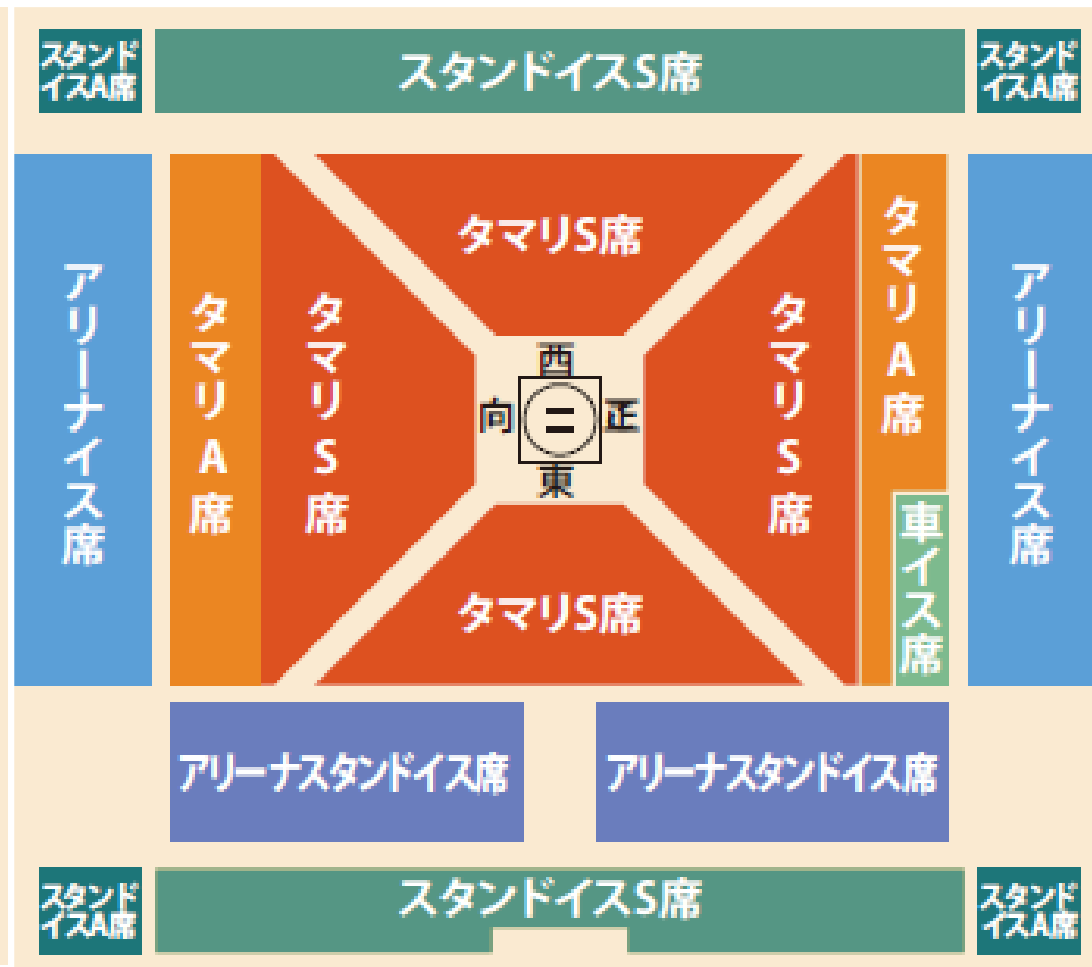 スタンド
イスA席
スタンドイスS席
スタンド
イスA席
アリーナイス席
タマリA席
タマリS席
タマリS席
西
向
正
東
タマリS席
タマリS席
タマリA席
車イス席
アリーナイス席
アリーナスタンドイス席
アリーナスタンドイス席
スタンド
イスA席
スタンドイスS席
スタンド
イスA席